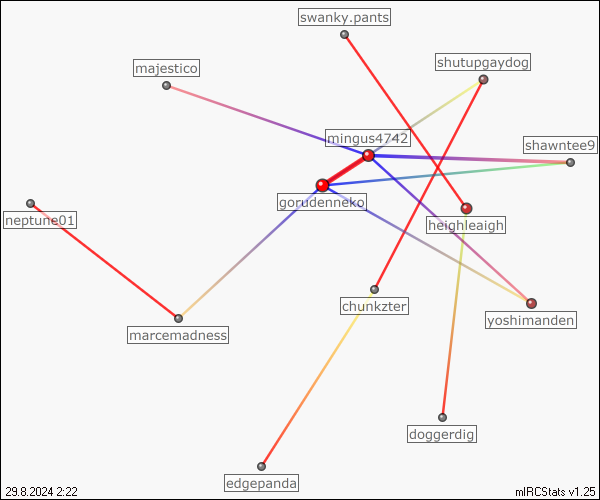 swanky.pants
shutupgaydog
majestico
mingus4742
shawntee9
gorudenneko
neptune01
heighleaigh
chunkzter
yoshimanden
marcemadness
doggerdig
edgepanda
29.8.2024 2:22
mIRCStats v1.25